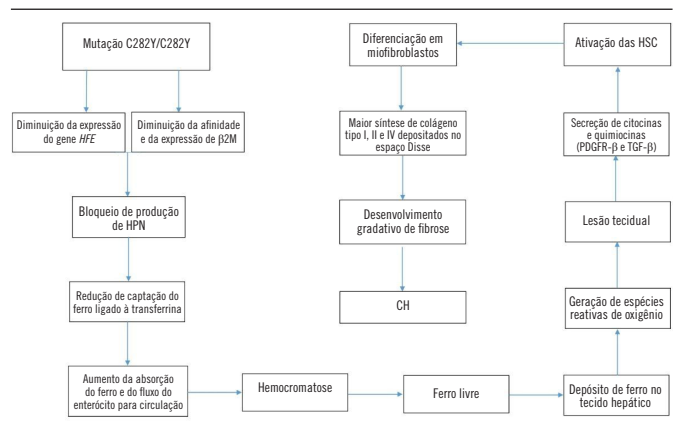 Mutação C282Y/C282Y
Diminuição da expressão
do gene HFE
Diminuição da afinidade
e da expressão de β2M
Bloqueio de produção
de HPN
Redução de captação do
ferro ligado à transferrina
Aumento da absorção
do ferro e do fluxo do
enterócito para circulação
Hemocromatose
Ferro livre
Depósito de ferro no
tecido hepático
Geração de espécies
reativas de oxigênio
Lesão tecidual
Secreção de citocinas
e quimiocinas
(PDGFR-β e TGF-β)
Ativação das HSC
Diferenciação em
miofibroblastos
Maior síntese de colágeno
tipo I, II e IV depositados no
espaço Disse
Desenvolvimento
gradativo de fibrose
CH